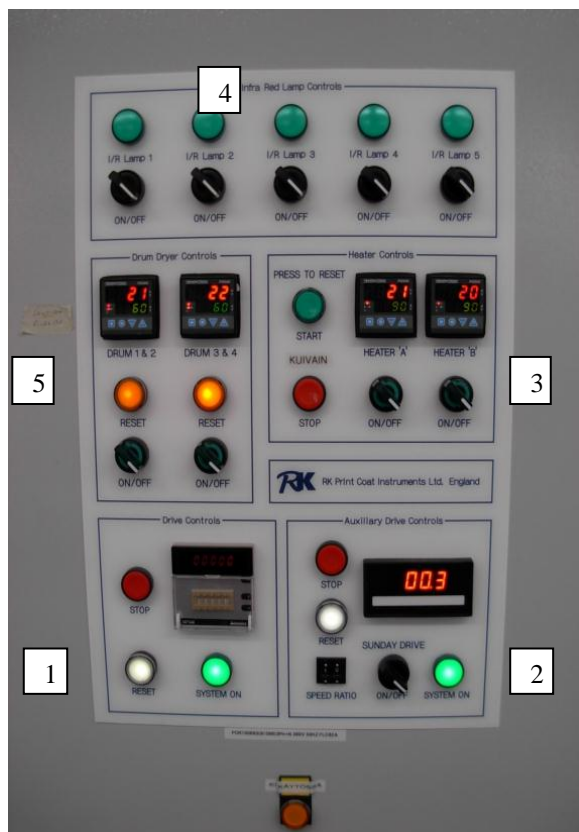 4
Infra Red Lamp Controls
I/R Lamp 1 I/R Lamp 2 I/R Lamp 3 I/R Lamp 4 I/R Lamp 5
ON/OFF ON/OFF ON/OFF ON/OFF ON/OFF
Drum Dryer Controls
21
60
22
60
DRUM 1 & 2 DRUM 3 & 4
RESET RESET
ON/OFF ON/OFF
5
Heater Controls
PRESS TO RESET
START
21
90
20
90
HEATER 'A' HEATER 'B'
KUIVAIN
STOP
ON/OFF ON/OFF
3
RK RK Print Coat Instruments Ltd. England
Drive Controls
STOP
RESET SYSTEM ON
1
Auxiliary Drive Controls
STOP
00.3
RESET
SUNDAY DRIVE
SPEED RATIO ON/OFF SYSTEM ON
2